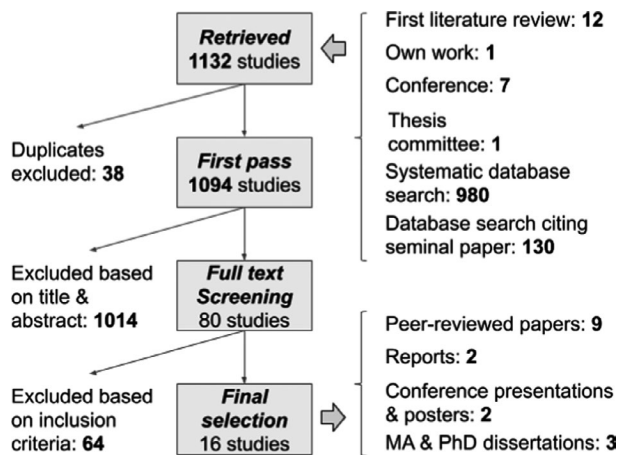 Retrieved
1132 studies
First literature review: 12
Own work: 1
Conference: 7
Thesis
committee: 1
Systematic database
search: 980
Database search citing
seminal paper: 130
Duplicates
excluded: 38
First pass
1094 studies
Excluded based
on title &
abstract: 1014
Full text
Screening
80 studies
Excluded based
on inclusion
criteria: 64
Final
selection
16 studies
Peer-reviewed papers: 9
Reports: 2
Conference presentations
& posters: 2
MA & PhD dissertations: 3